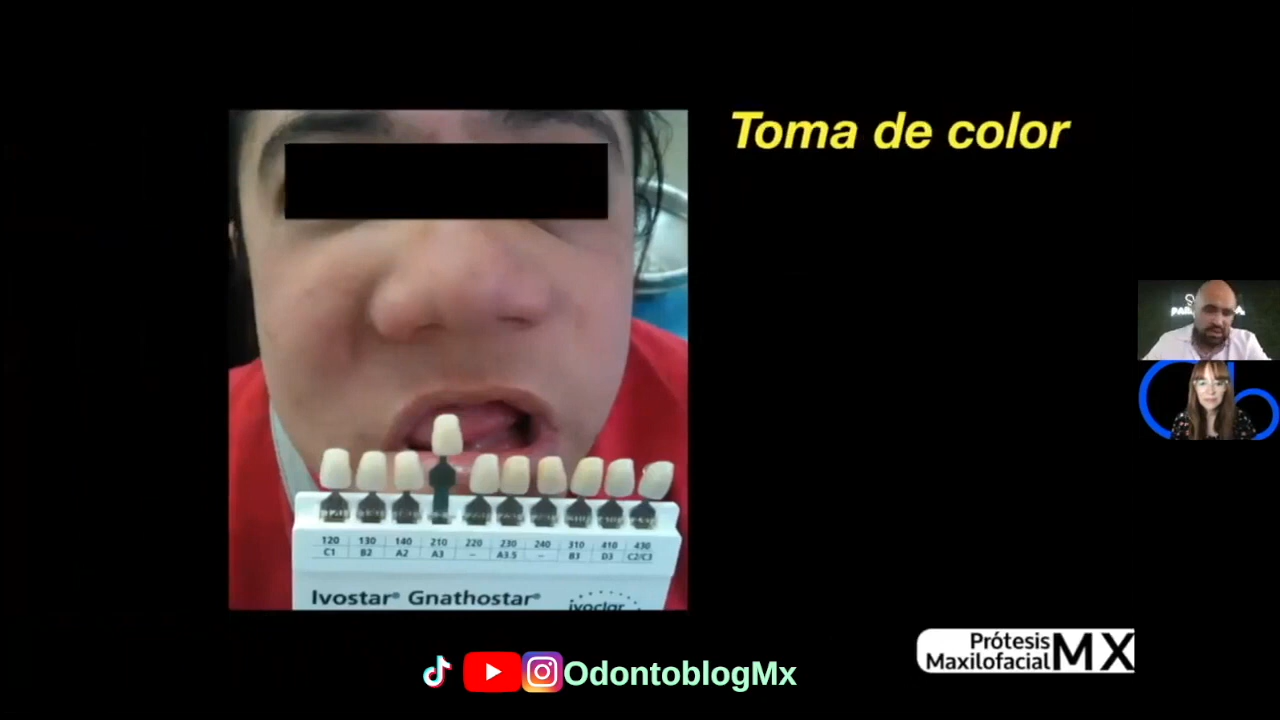 Toma de color
120 130 140 210 220 230 240 310 410 430
C1 B2 A2 A3 – A3.5 – B3 D3 C2/C3
Ivostar® Gnathostar®
ivoclar
Prótesis
Maxilofacial MX
OdontoblogMx